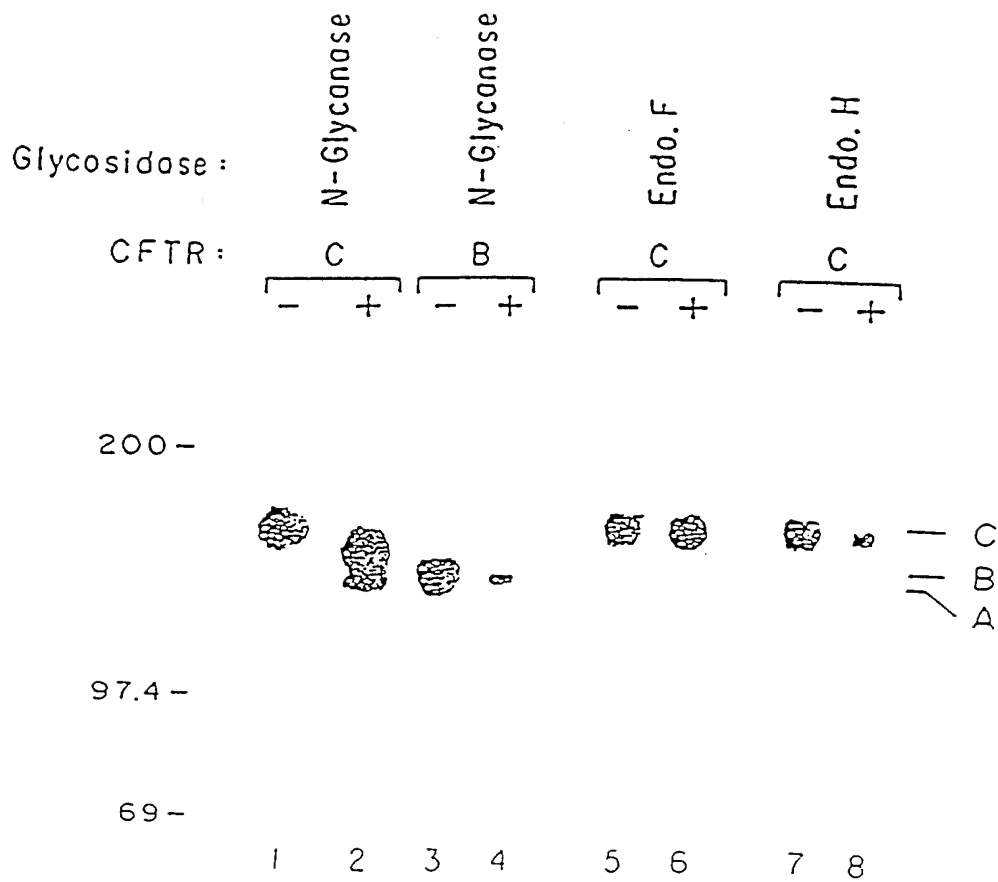 Glycosidase: N-Glycanase N-Glycanase Endo. F Endo. H
CFTR: C B C C
- + - + - + - +
200-
C
B
A
97.4-
69-
1 2 3 4 5 6 7 8